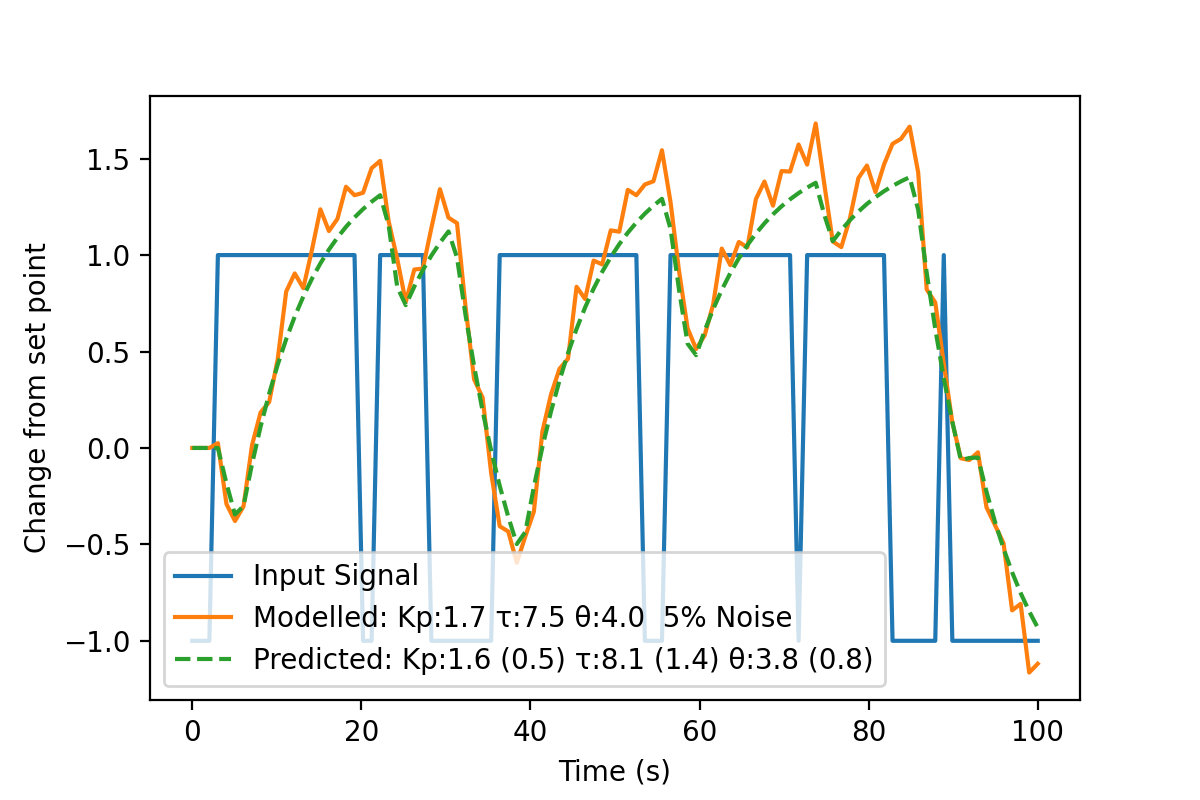 1.5
1.0
0.5
0.0
−0.5
−1.0
Change from set point
Input Signal
Modelled: Kp:1.7 τ:7.5 θ:4.0  5% Noise
Predicted: Kp:1.6 (0.5) τ:8.1 (1.4) θ:3.8 (0.8)
0 20 40 60 80 100
Time (s)